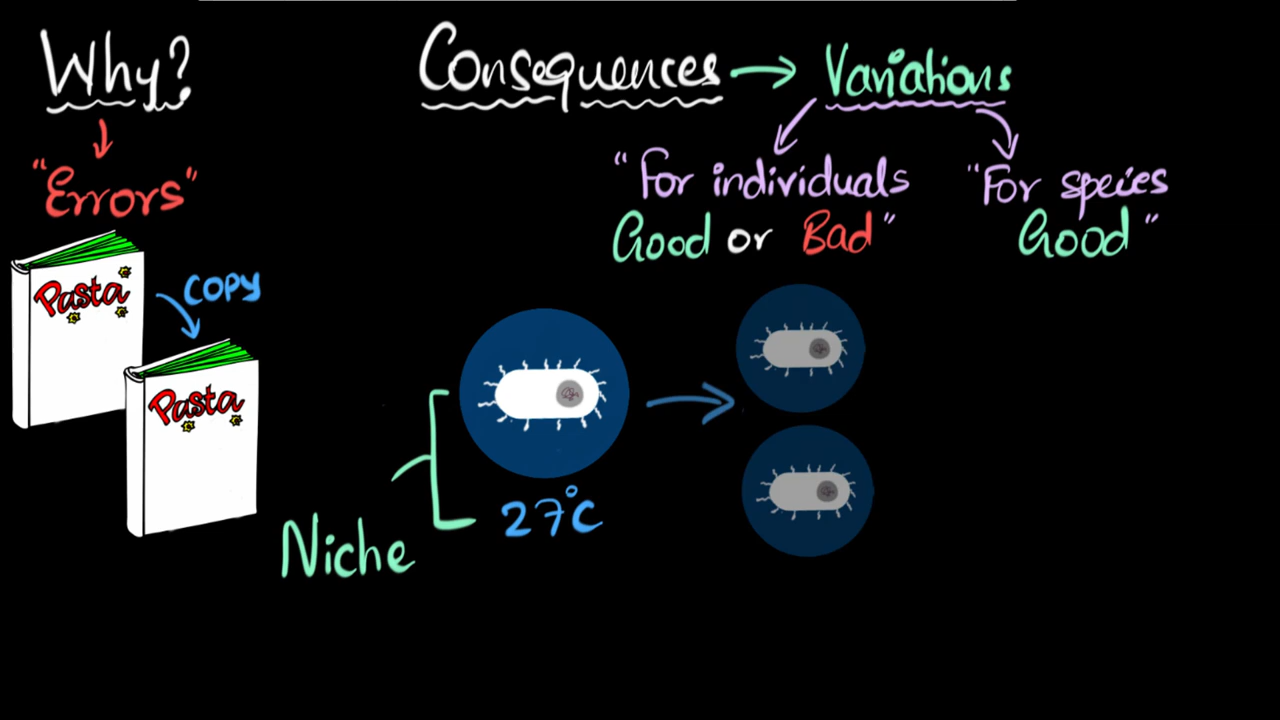 Why?
"Errors"
Pasta
copy
Pasta
Consequences → Variations
"For individuals
Good or Bad"
"For species
Good"
27°C
Niche